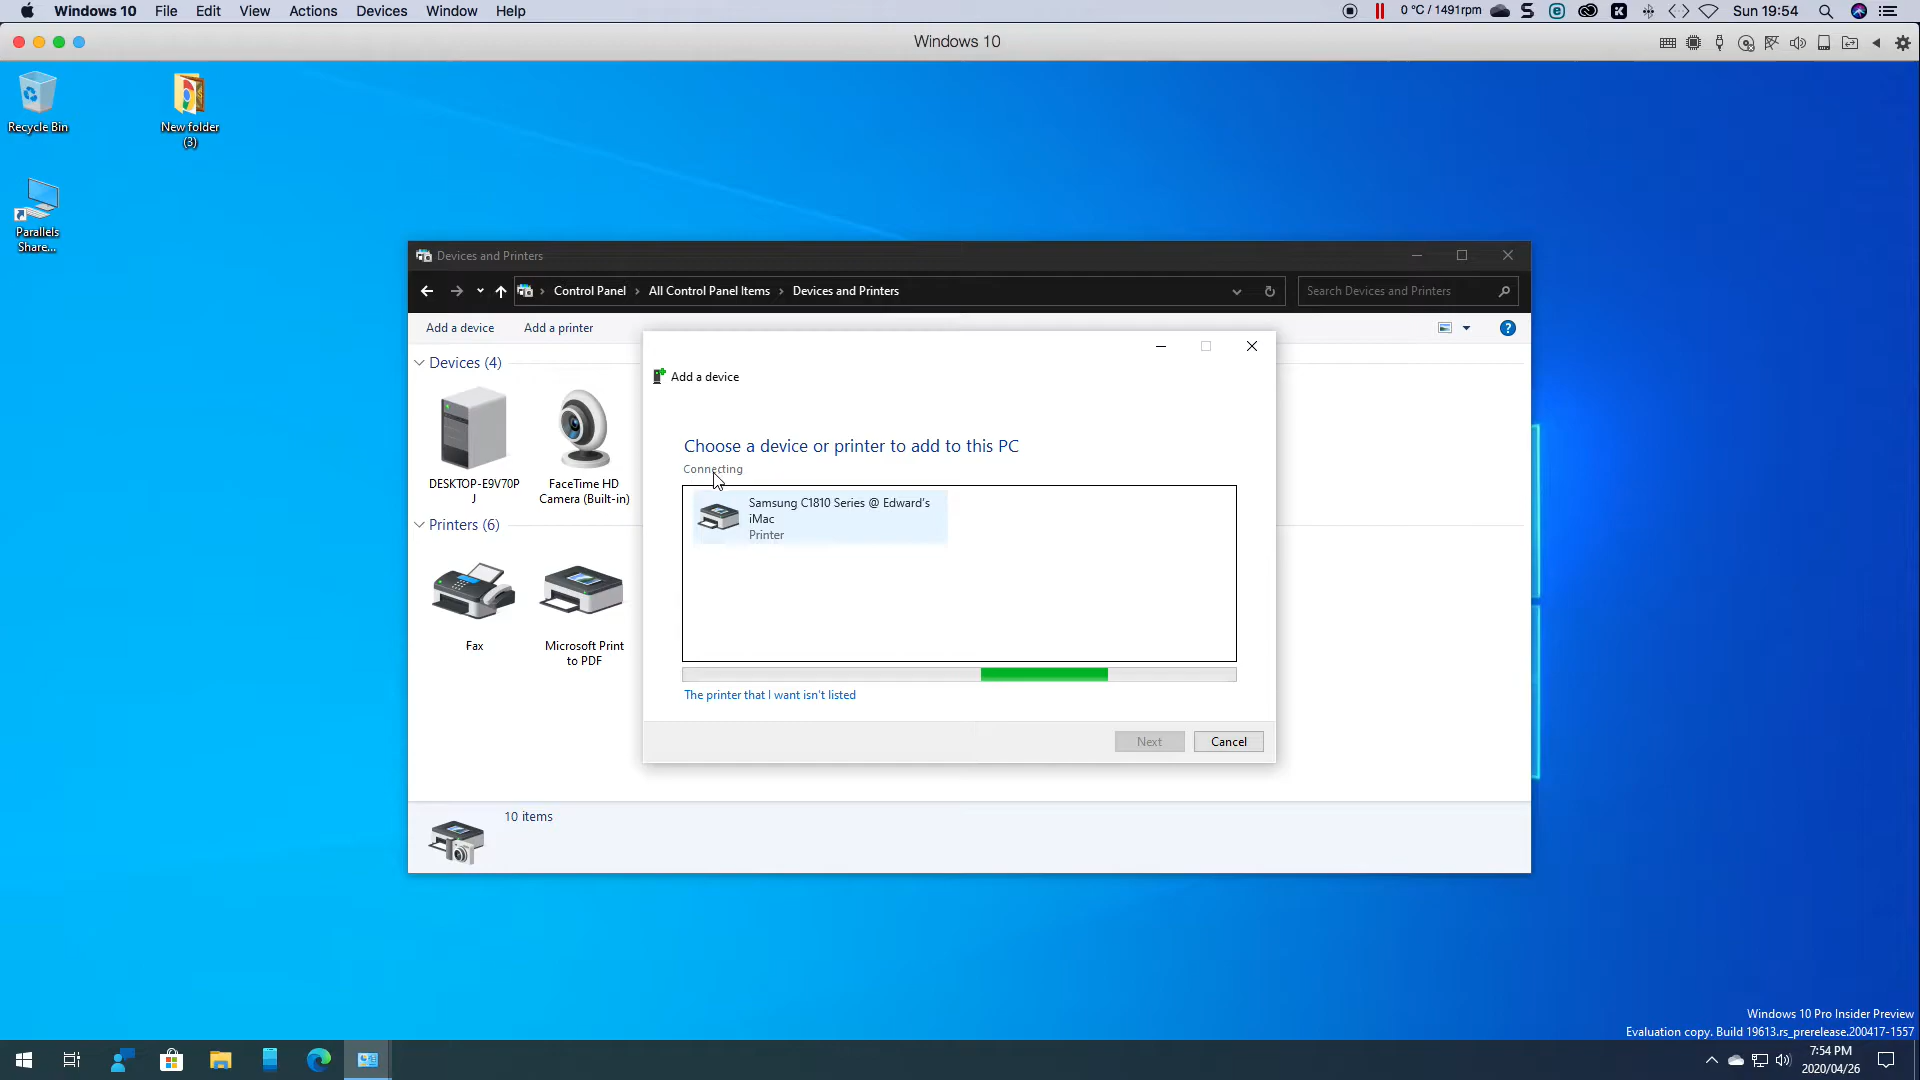 Windows 10 File Edit View Actions Devices Window Help
0 °C / 1491rpm Sun 19:54
Windows 10
Recycle Bin
New folder
(3)
Parallels
Share...
Devices and Printers
Control Panel All Control Panel Items Devices and Printers
Search Devices and Printers
Add a device Add a printer
Devices (4)
DESKTOP-E9V70P
J
FaceTime HD
Camera (Built-in)
Printers (6)
Fax
Microsoft Print
to PDF
10 items
Add a device
Choose a device or printer to add to this PC
Connecting
Samsung C1810 Series @ Edward's
iMac
Printer
The printer that I want isn't listed
Next Cancel
Windows 10 Pro Insider Preview
Evaluation copy. Build 19613.rs_prerelease.200417-1557
7:54 PM
2020/04/26